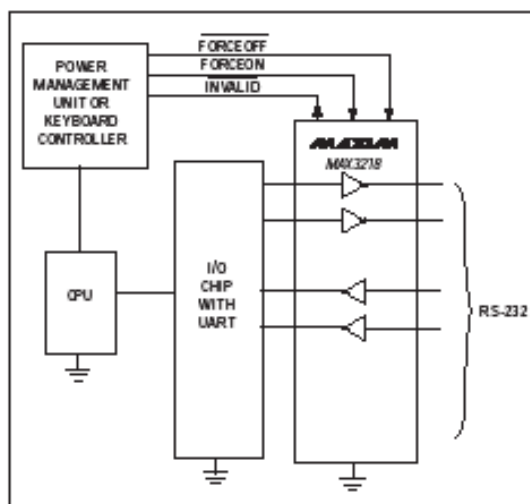 FORCEOFF
FORCEON
INVALID
POWER
MANAGEMENT
UNIT OR
KEYBOARD
CONTROLLER
MAXIM
MAX3218
I/O
CHIP
WITH
UART
CPU
RS-232